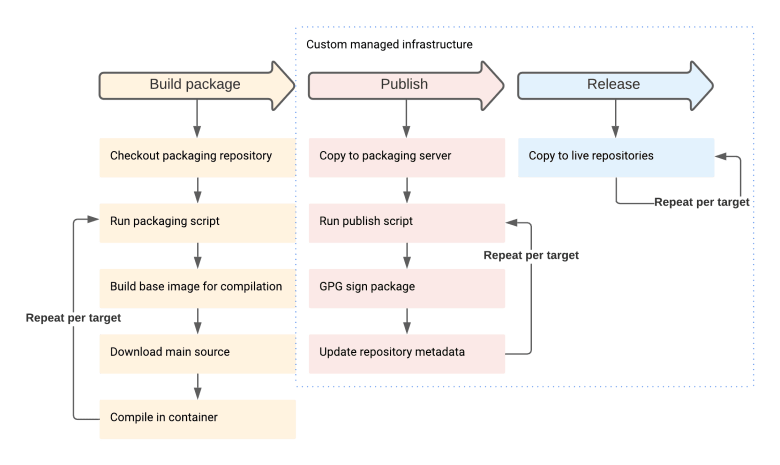 Custom managed infrastructure
Build package
Publish
Release
Checkout packaging repository
Copy to packaging server
Copy to live repositories
Repeat per target
Run packaging script
Run publish script
Repeat per target
Build base image for compilation
GPG sign package
Repeat per target
Download main source
Update repository metadata
Compile in container